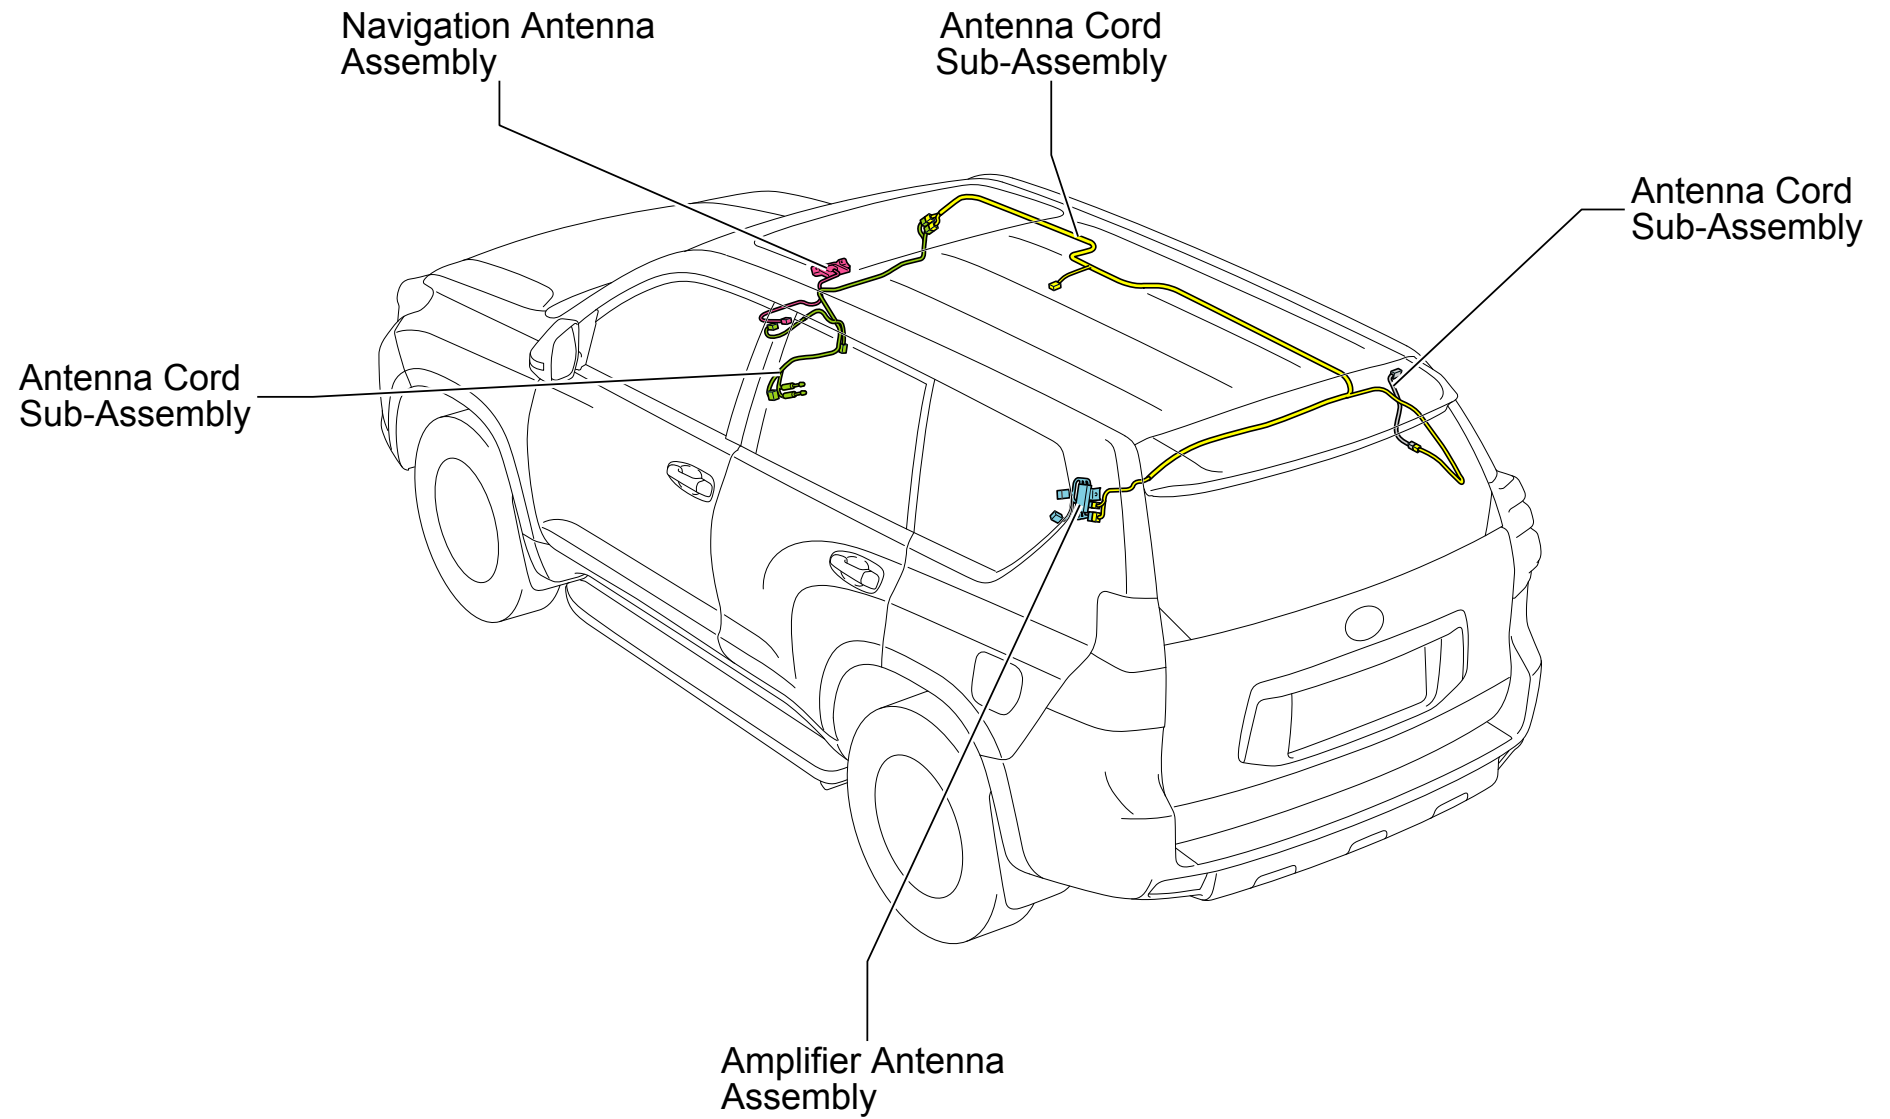 Navigation Antenna
Assembly
Antenna Cord
Sub-Assembly
Antenna Cord
Sub-Assembly
Antenna Cord
Sub-Assembly
Amplifier Antenna
Assembly